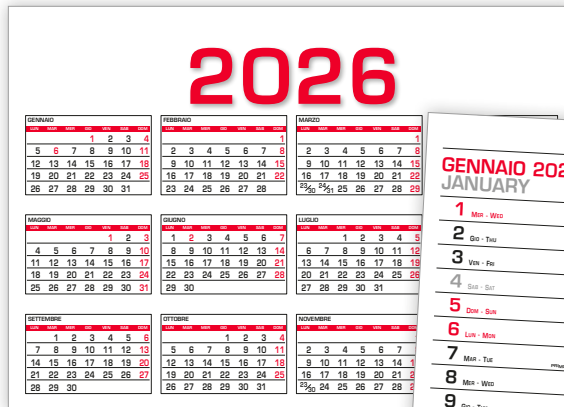 2026
GENNAIO
LUN MAR MER GIO VEN SAB DOM
1 2 3 4
5 6 7 8 9 10 11
12 13 14 15 16 17 18
19 20 21 22 23 24 25
26 27 28 29 30 31
FEBBRAIO
LUN MAR MER GIO VEN SAB DOM
1
2 3 4 5 6 7 8
9 10 11 12 13 14 15
16 17 18 19 20 21 22
23 24 25 26 27 28
MARZO
LUN MAR MER GIO VEN SAB DOM
1
2 3 4 5 6 7 8
9 10 11 12 13 14 15
16 17 18 19 20 21 22
23/30 24/31 25 26 27 28 29
MAGGIO
LUN MAR MER GIO VEN SAB DOM
1 2 3
4 5 6 7 8 9 10
11 12 13 14 15 16 17
18 19 20 21 22 23 24
25 26 27 28 29 30 31
GIUGNO
LUN MAR MER GIO VEN SAB DOM
1 2 3 4 5 6 7
8 9 10 11 12 13 14
15 16 17 18 19 20 21
22 23 24 25 26 27 28
29 30
LUGLIO
LUN MAR MER GIO VEN SAB DOM
1 2 3 4 5
6 7 8 9 10 11 12
13 14 15 16 17 18 19
20 21 22 23 24 25 26
27 28 29 30 31
SETTEMBRE
LUN MAR MER GIO VEN SAB DOM
1 2 3 4 5 6
7 8 9 10 11 12 13
14 15 16 17 18 19 20
21 22 23 24 25 26 27
28 29 30
OTTOBRE
LUN MAR MER GIO VEN SAB DOM
1 2 3 4
5 6 7 8 9 10 11
12 13 14 15 16 17 18
19 20 21 22 23 24 25
26 27 28 29 30 31
NOVEMBRE
LUN MAR MER GIO VEN SAB
2 3 4 5 6 7
9 10 11 12 13 14
16 17 18 19 20 21
23/30 24 25 26 27 28
GENNAIO 202
JANUARY
1 MER - WED
2 GIO - THU
3 VEN - FRI
4 SAB - SAT
5 DOM - SUN
6 LUN - MON
7 MAR - TUE
8 MER - WED
9 GIO - THU